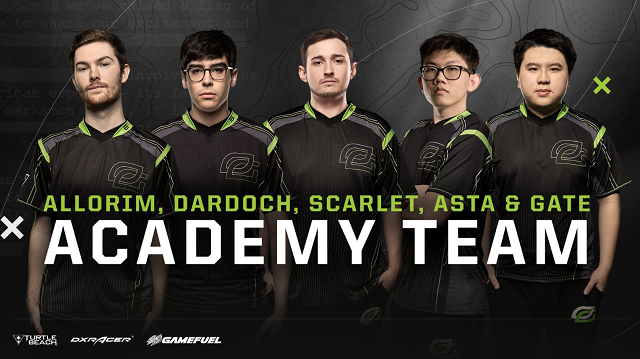 ALLORIM, DARDOCH, SCARLET, ASTA & GATE
ACADEMY TEAM
TURTLE BEACH
DXRACER
GAMEFUEL